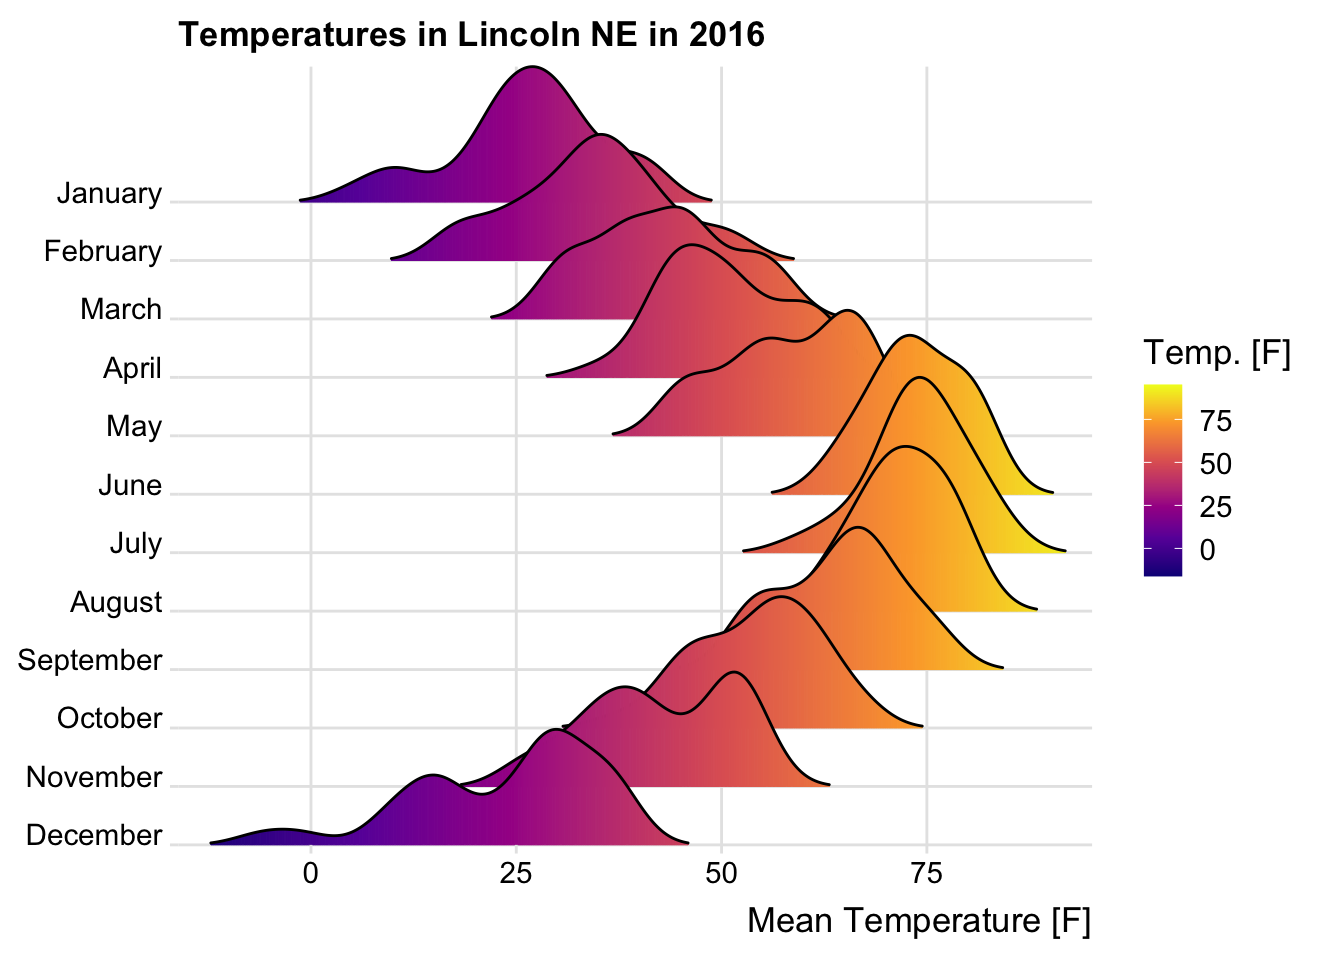 Temperatures in Lincoln NE in 2016
January
February
March
April
May
June
July
August
September
October
November
December
0
25
50
75
Mean Temperature [F]
Temp. [F]
75
50
25
0